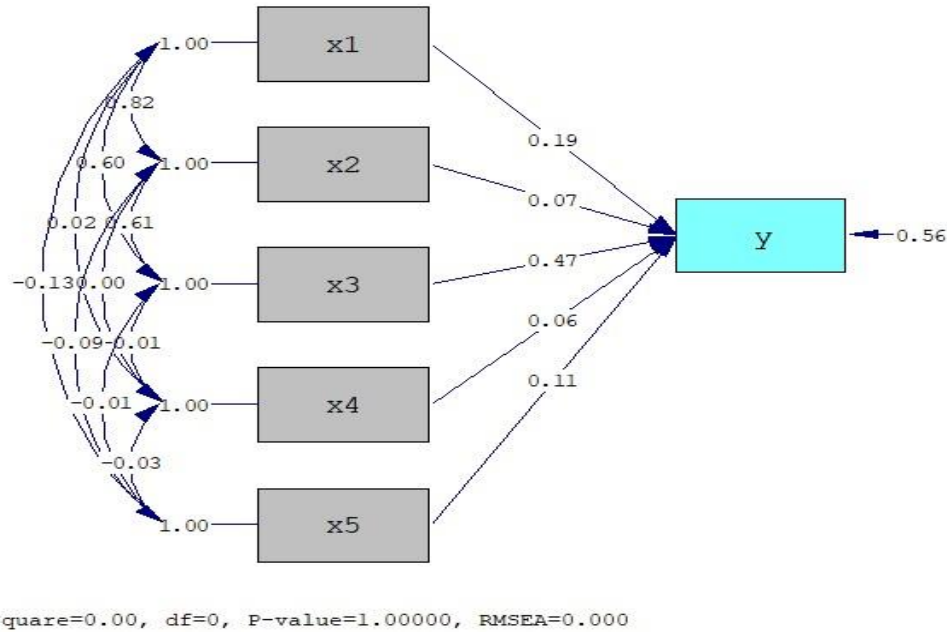 1.00 x1
0.82
0.19
0.60 1.00 x2
0.07
0.02 0.61
y 0.56
0.47
-0.13 0.00 1.00 x3
0.06
-0.09 -0.01
0.11
-0.01 1.00 x4
-0.03
1.00 x5
quare=0.00, df=0, P-value=1.00000, RMSEA=0.000